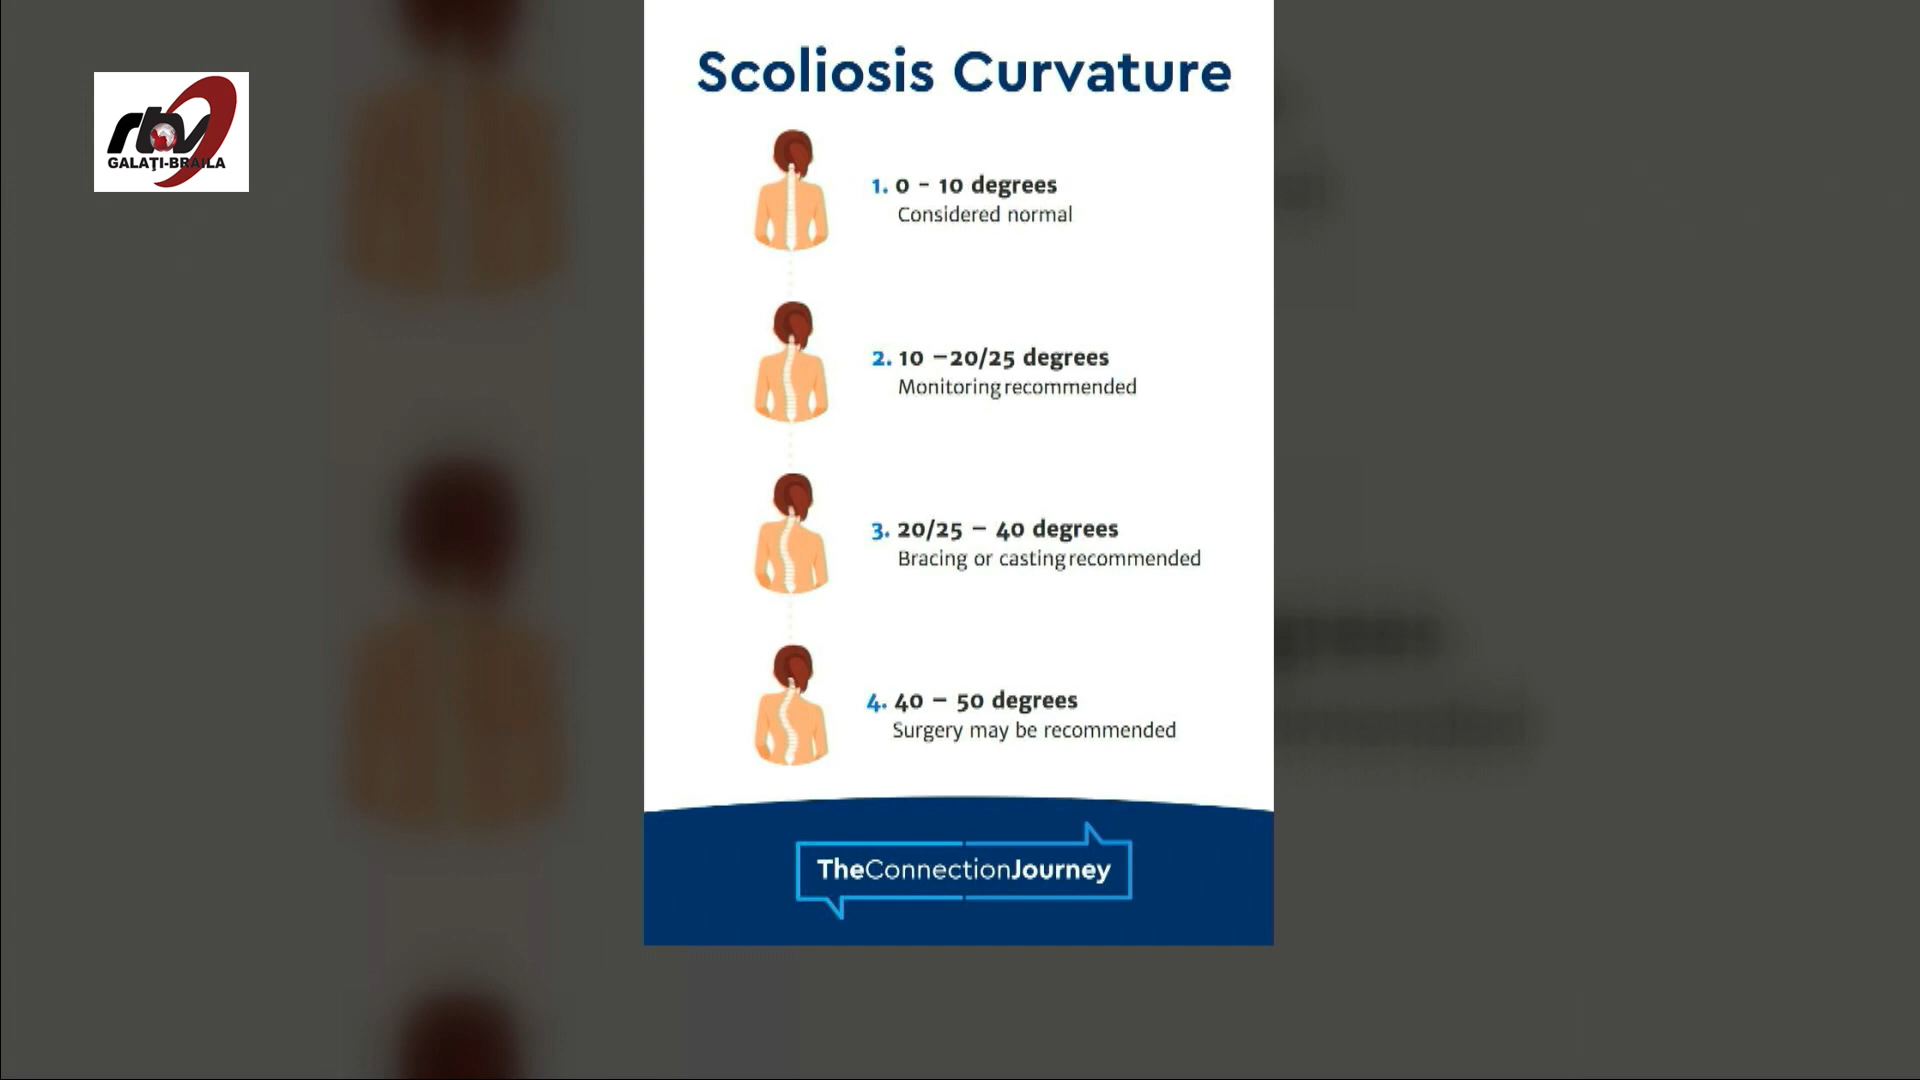 rtv
GALAŢI-BRAILA
Scoliosis Curvature
1. 0 - 10 degrees
Considered normal
2. 10 –20/25 degrees
Monitoring recommended
3. 20/25 – 40 degrees
Bracing or casting recommended
4. 40 – 50 degrees
Surgery may be recommended
TheConnectionJourney